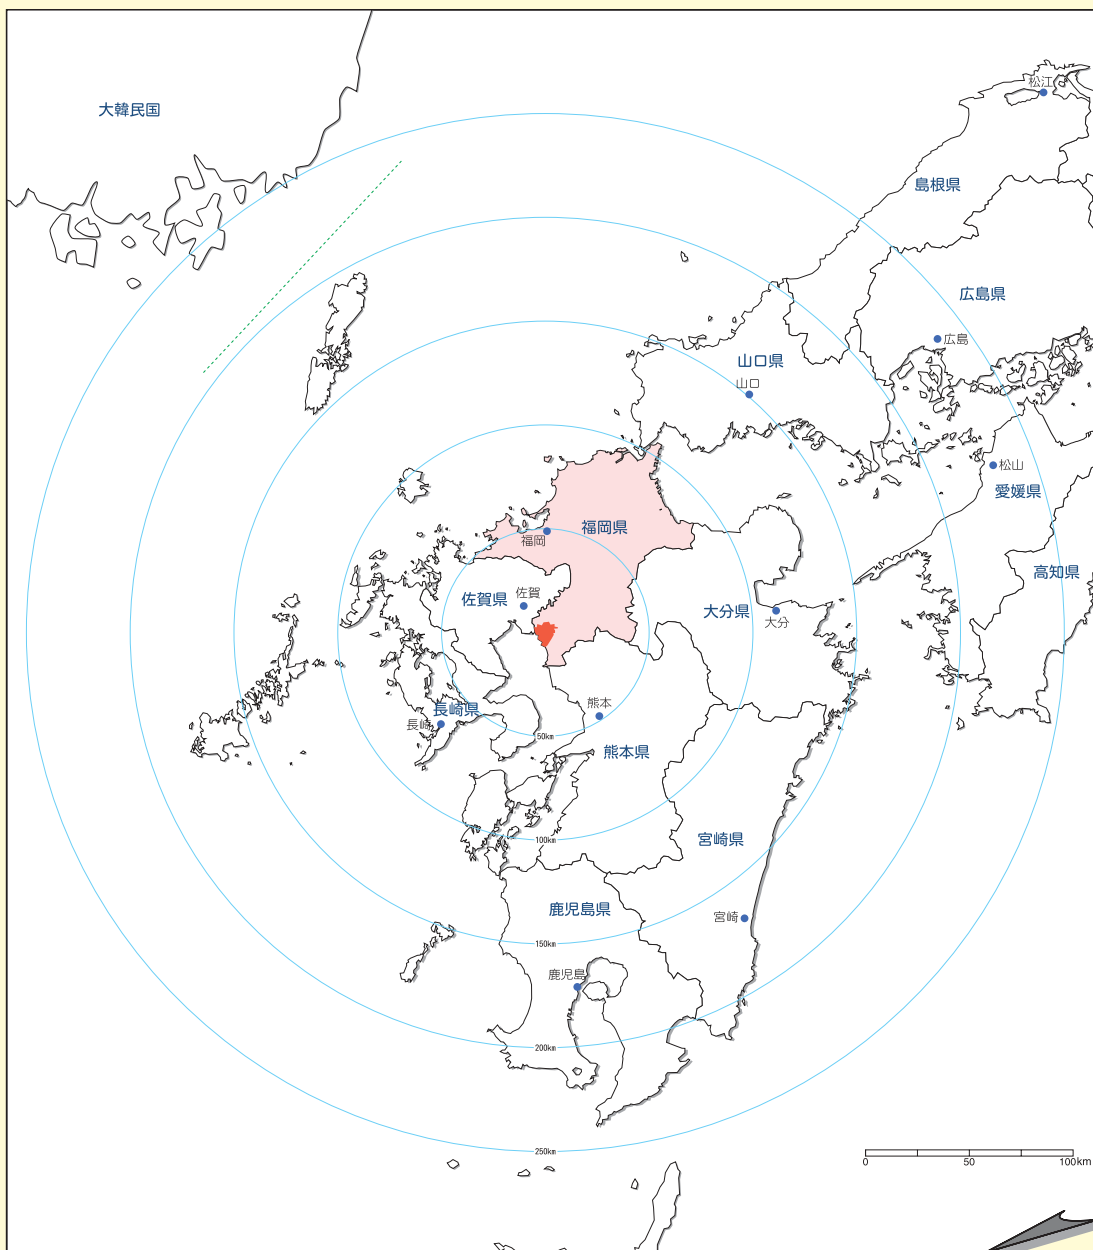 松江
大韓民国
島根県
広島県
広島
山口県
山口
松山
愛媛県
福岡県
福岡
高知県
佐賀県
佐賀
大分県
大分
長崎県
長崎
熊本
50km
熊本県
100km
宮崎県
鹿児島県
宮崎
150km
鹿児島
200km
250km
0 50 100km